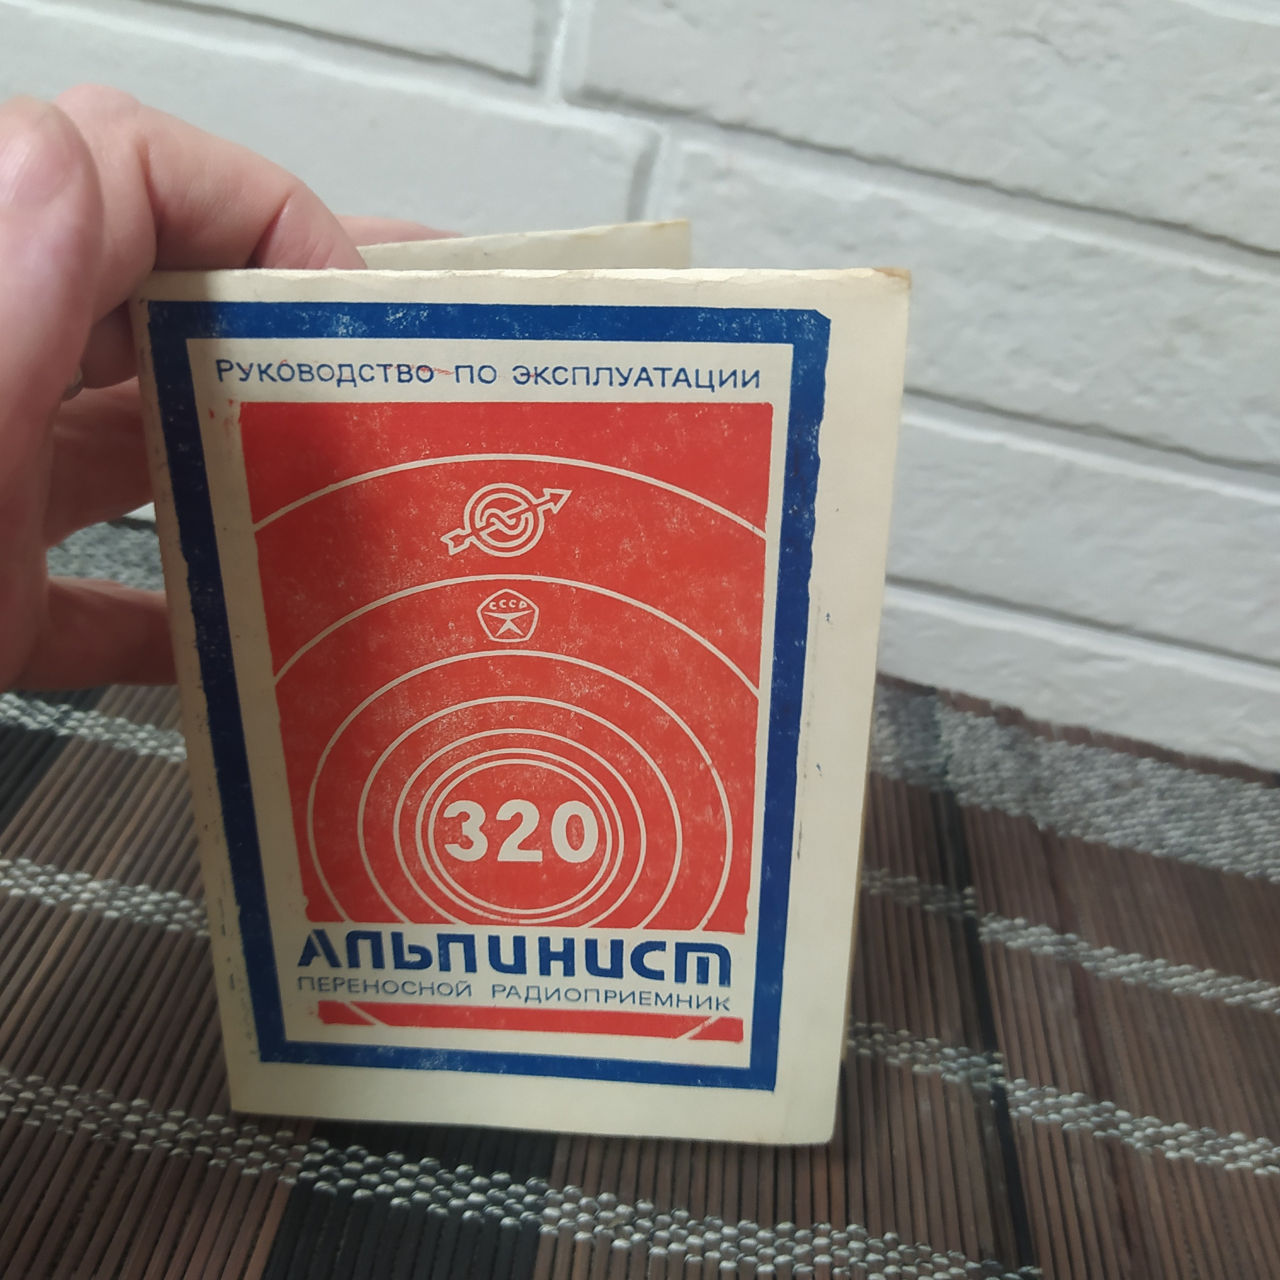 РУКОВОДСТВО ПО ЭКСПЛУАТАЦИИ
СССР
320
АЛЬПИНИСТ
ПЕРЕНОСНОЙ РАДИОПРИЕМНИК